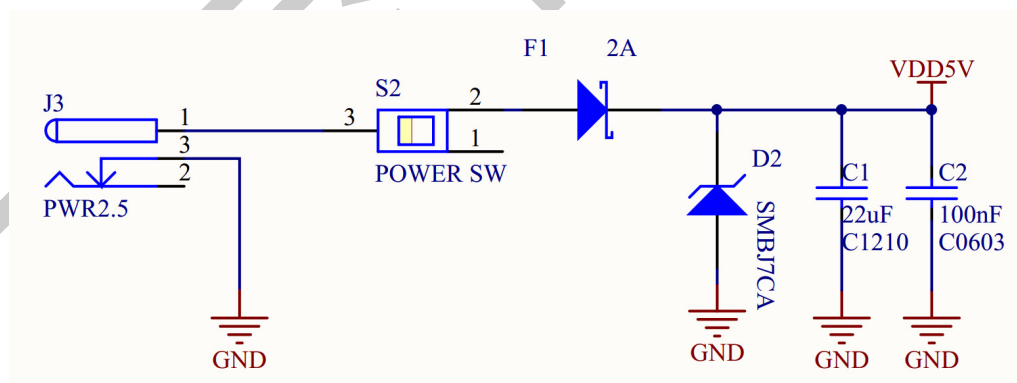 F1 2A
VDD5V
J3
S2
1
3
2
1
3
2
POWER SW
PWR2.5
D2
SMBJ7CA
C1
22uF
C1210
C2
100nF
C0603
GND
GND
GND
GND